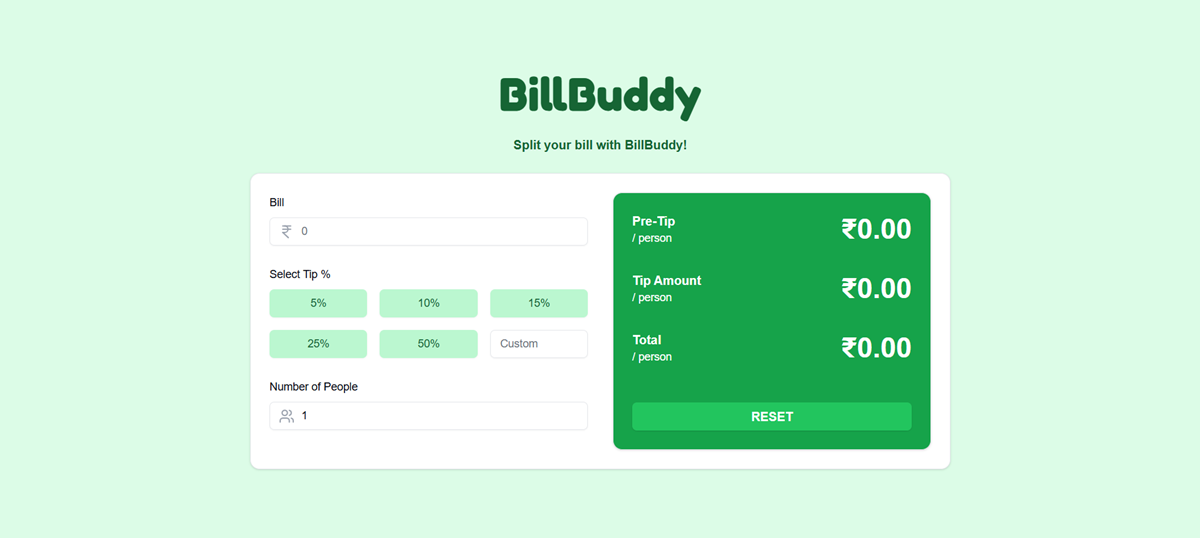 BillBuddy
Split your bill with BillBuddy!
Bill
₹ 0
Select Tip %
5% 10% 15%
25% 50% Custom
Number of People
1
Pre-Tip
/ person
₹0.00
Tip Amount
/ person
₹0.00
Total
/ person
₹0.00
RESET